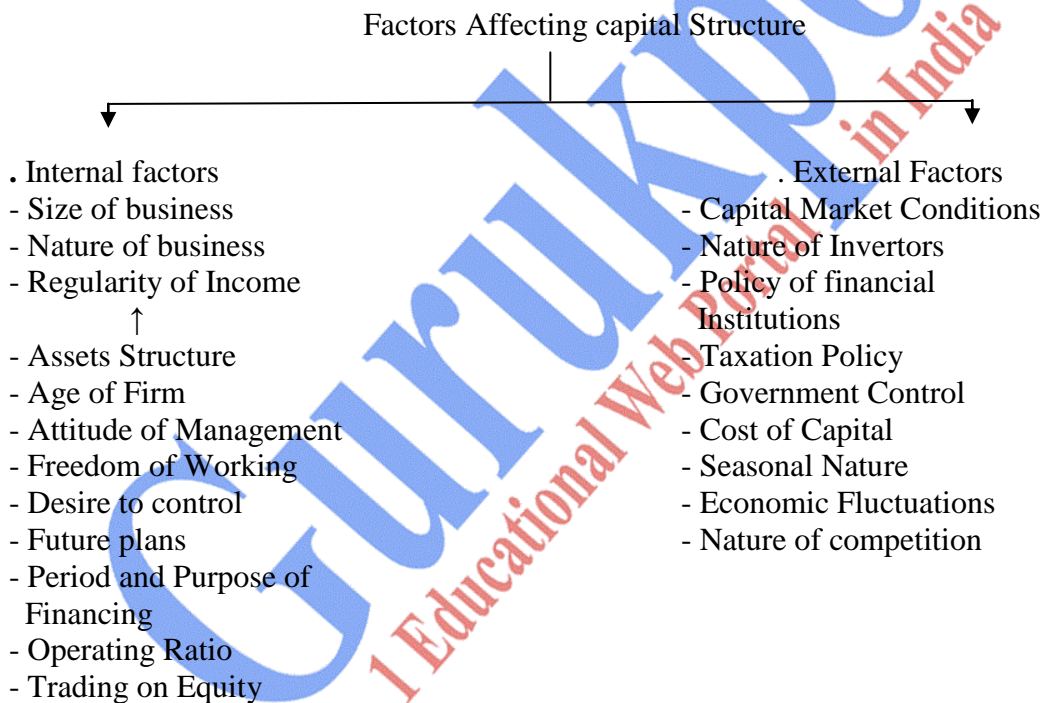 Factors Affecting capital Structure
. Internal factors
- Size of business
- Nature of business
- Regularity of Income
↑
- Assets Structure
- Age of Firm
- Attitude of Management
- Freedom of Working
- Desire to control
- Future plans
- Period and Purpose of
Financing
- Operating Ratio
- Trading on Equity
. External Factors
- Capital Market Conditions
- Nature of Invertors
- Policy of financial
Institutions
- Taxation Policy
- Government Control
- Cost of Capital
- Seasonal Nature
- Economic Fluctuations
- Nature of competition
Gurukpo
1 Educational Web Portal in India